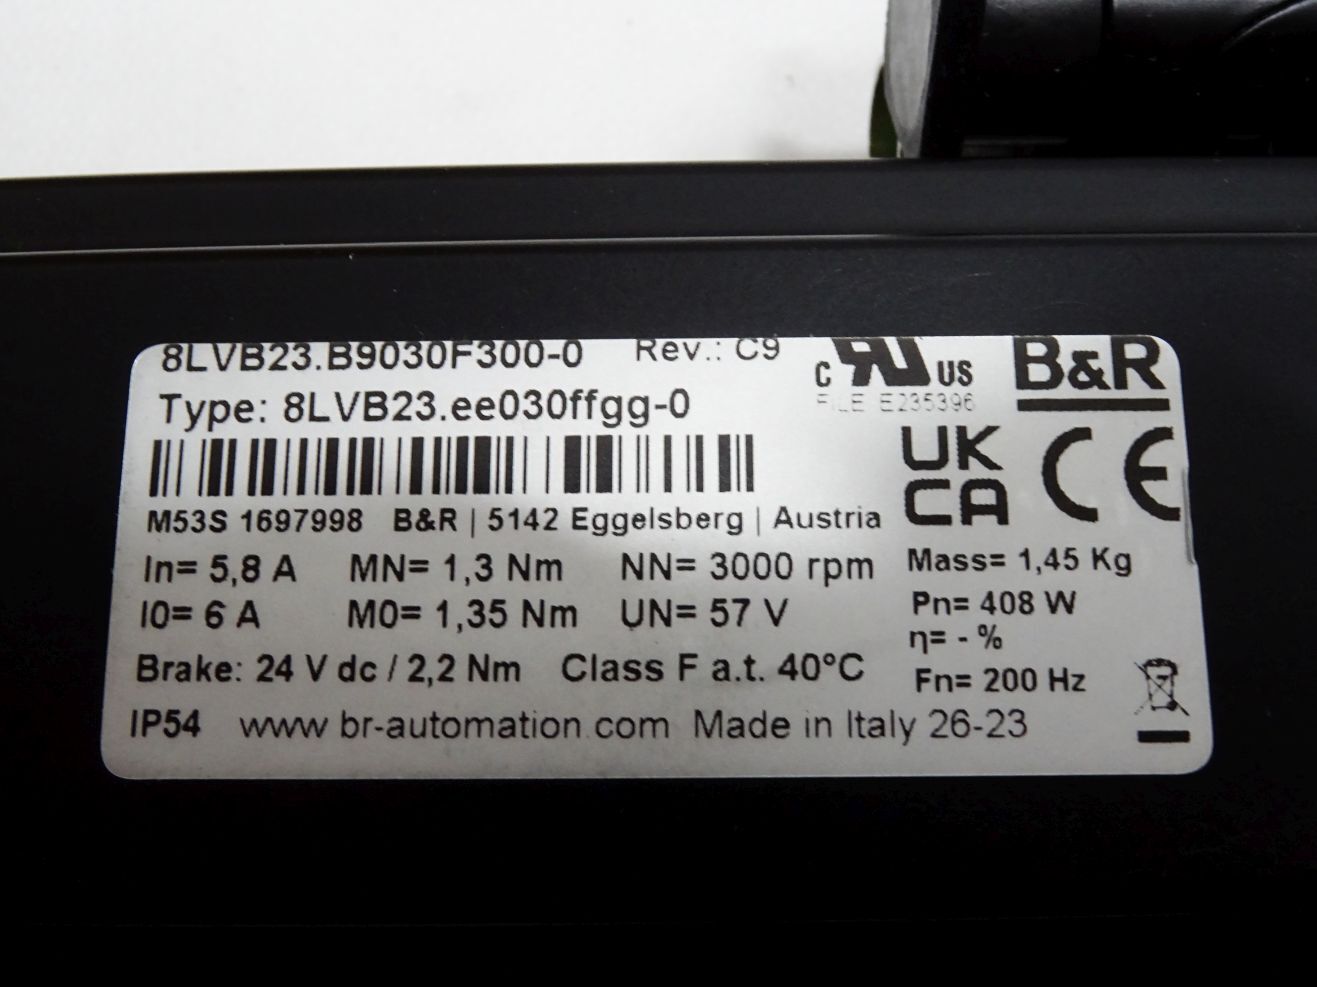 8LVB23.B9030F300-0 Rev.: C9
Type: 8LVB23.ee030ffgg-0
C RU US
FILE E235396
B&R
UK
CA
CE
M53S 1697998 B&R | 5142 Eggelsberg | Austria
In= 5,8 A MN= 1,3 Nm NN= 3000 rpm Mass= 1,45 Kg
I0= 6 A M0= 1,35 Nm UN= 57 V Pn= 408 W
η= - %
Brake: 24 V dc / 2,2 Nm Class F a.t. 40°C Fn= 200 Hz
IP54 www br-automation com Made in Italy 26-23